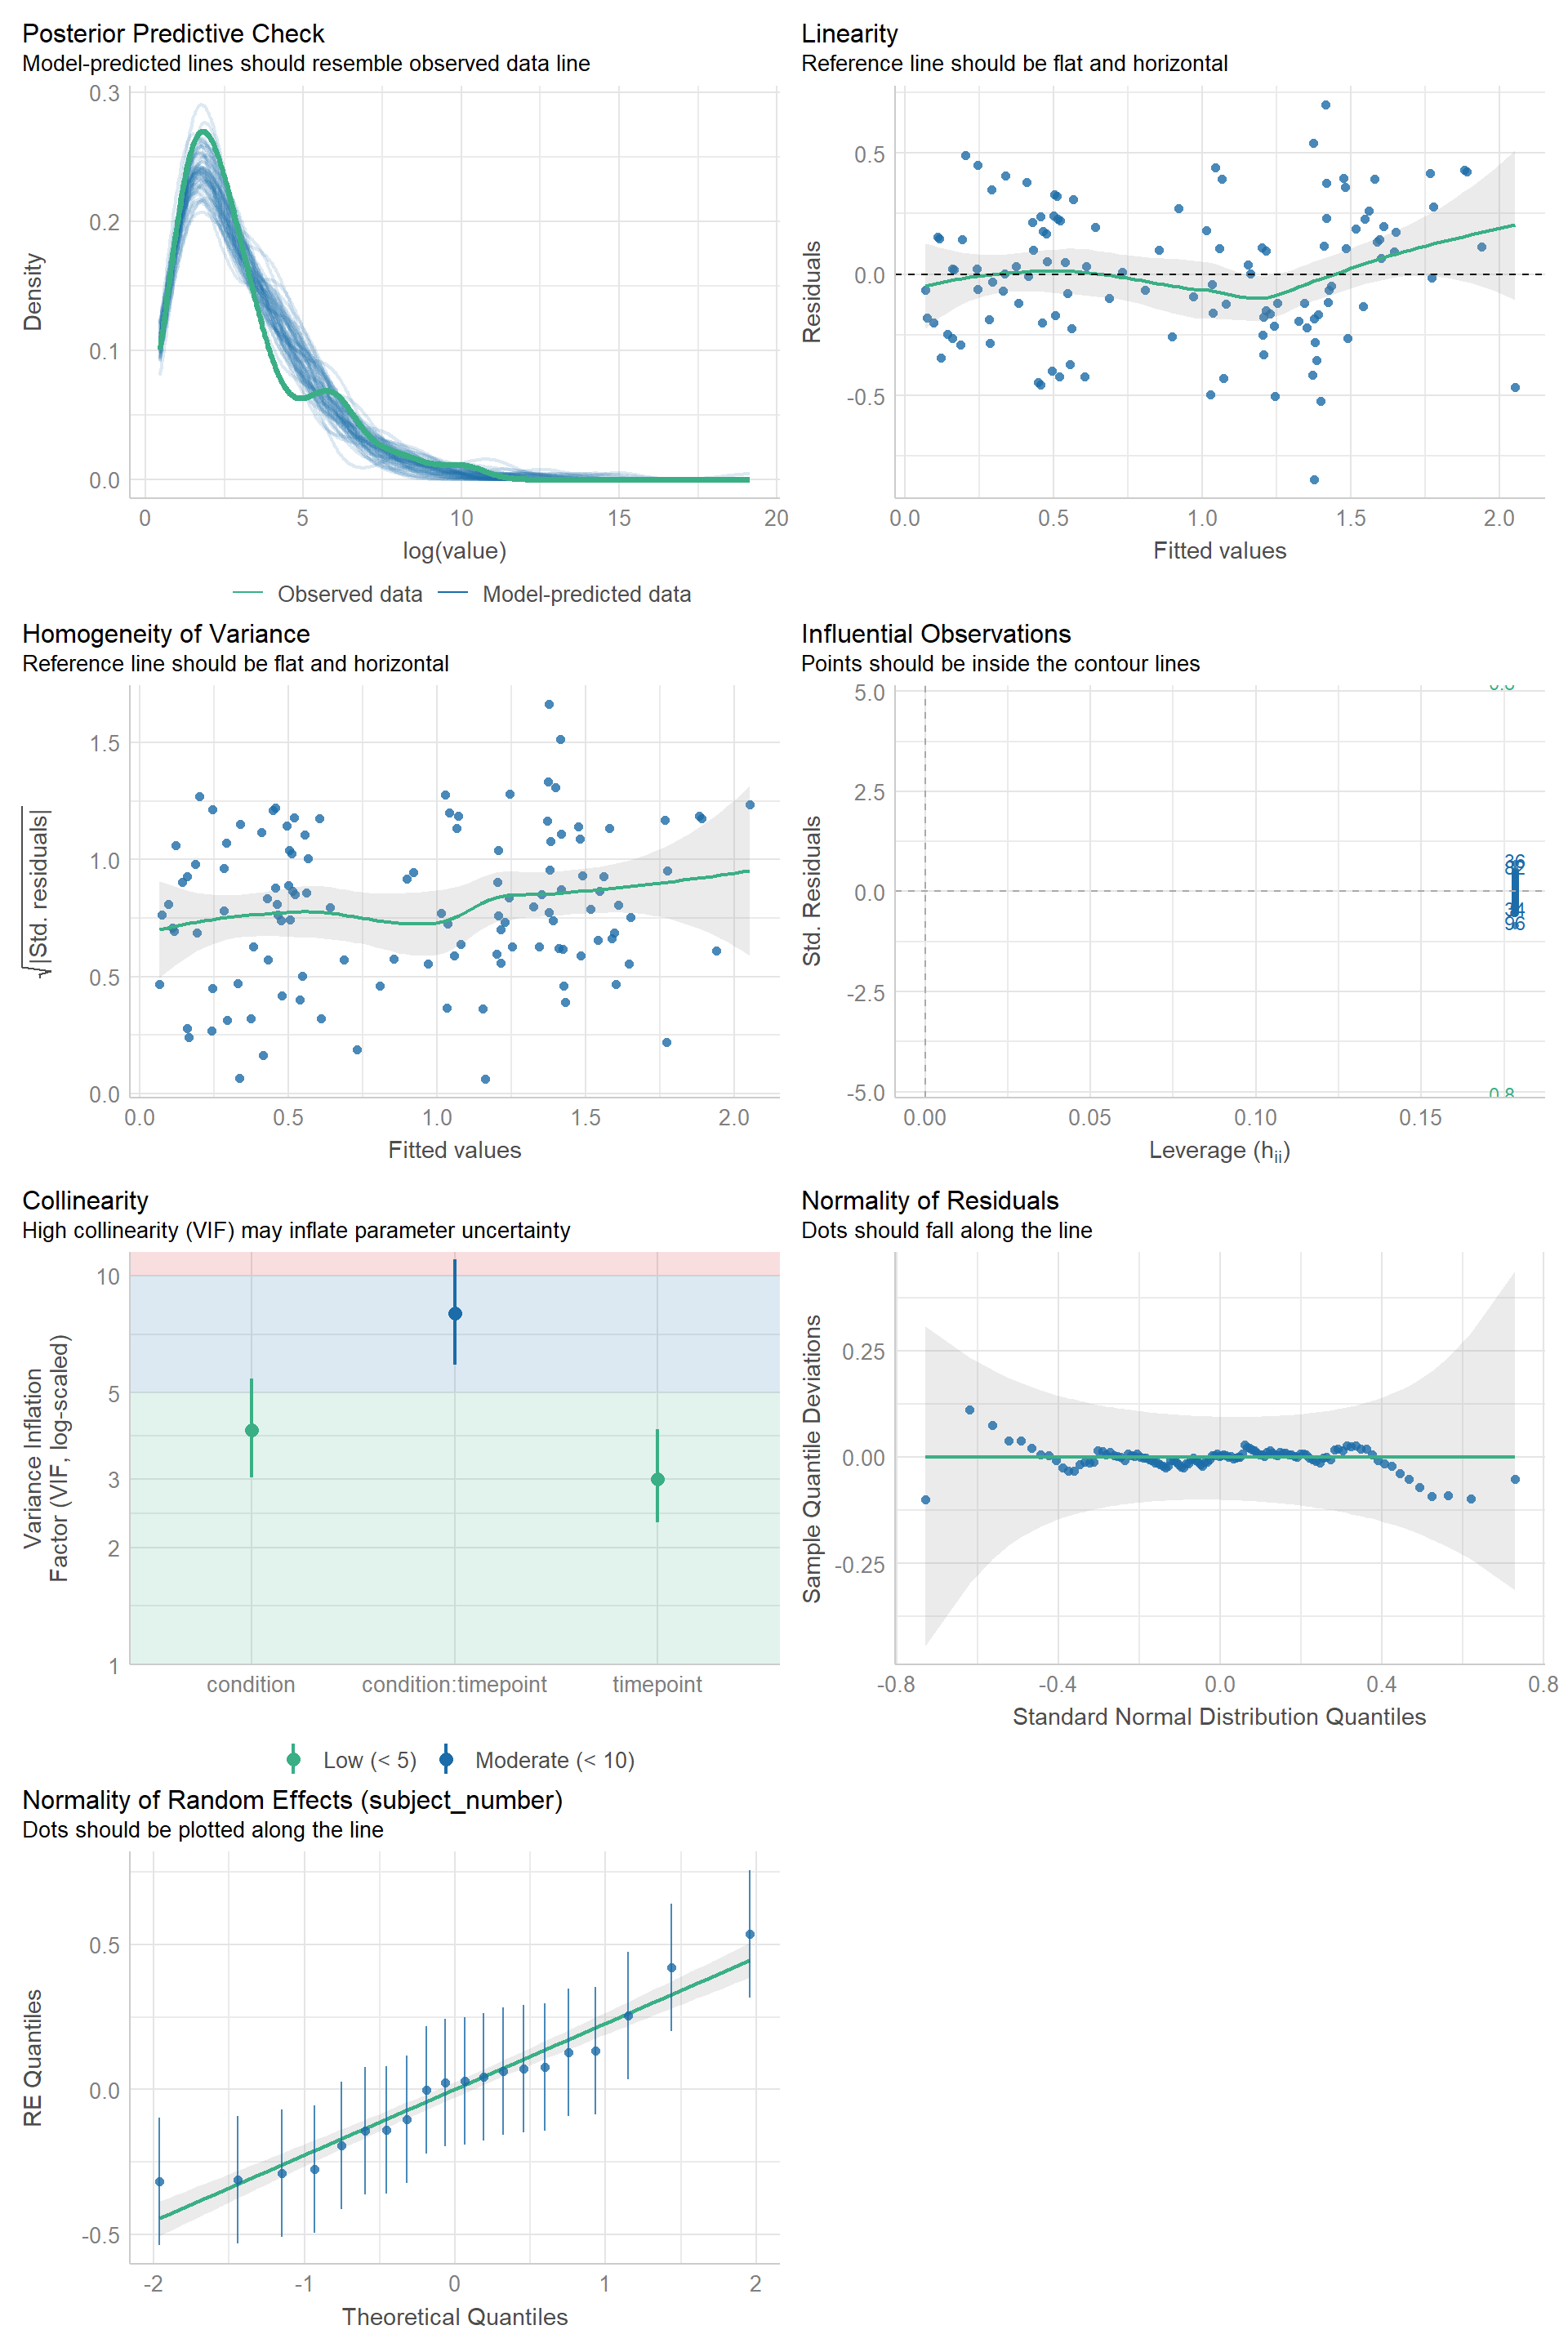 Posterior Predictive Check
Model-predicted lines should resemble observed data line
0.3
0.2
0.1
0.0
Density
0
5
10
15
20
log(value)
Observed data
Model-predicted data
Linearity
Reference line should be flat and horizontal
0.5
0.0
-0.5
Residuals
0.0
0.5
1.0
1.5
2.0
Fitted values
Homogeneity of Variance
Reference line should be flat and horizontal
1.5
1.0
0.5
0.0
√|Std. residuals|
0.0
0.5
1.0
1.5
2.0
Fitted values
Influential Observations
Points should be inside the contour lines
5.0
2.5
0.0
-2.5
-5.0
Std. Residuals
36
34
96
0.8
0.00
0.05
0.10
0.15
Leverage (hii)
Collinearity
High collinearity (VIF) may inflate parameter uncertainty
10
5
3
2
1
Variance Inflation
Factor (VIF, log-scaled)
condition
condition:timepoint
timepoint
Low (< 5)
Moderate (< 10)
Normality of Residuals
Dots should fall along the line
0.25
0.00
-0.25
Sample Quantile Deviations
-0.8
-0.4
0.0
0.4
0.8
Standard Normal Distribution Quantiles
Normality of Random Effects (subject_number)
Dots should be plotted along the line
0.5
0.0
-0.5
RE Quantiles
-2
-1
0
1
2
Theoretical Quantiles